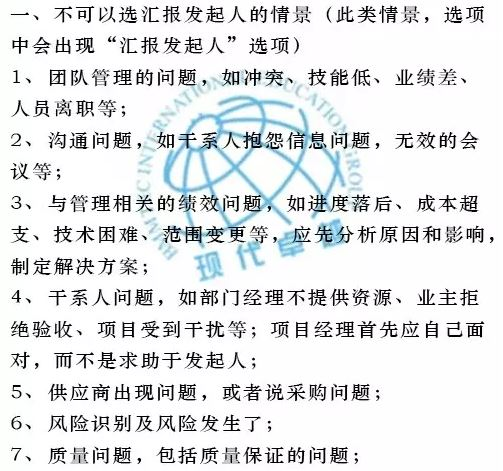 一、不可以选汇报发起人的情景（此类情景，选项
中会出现“汇报发起人”选项）
1、团队管理的问题，如冲突、技能低、业绩差、
人员离职等；
2、沟通问题，如干系人抱怨信息问题，无效的会
议等；
3、与管理相关的绩效问题，如进度落后、成本超
支、技术困难、范围变更等，应先分析原因和影响，
制定解决方案；
4、干系人问题，如部门经理不提供资源、业主拒
绝验收、项目受到干扰等；项目经理首先应自己面
对，而不是求助于发起人；
5、供应商出现问题，或者说采购问题；
6、风险识别及风险发生了；
7、质量问题，包括质量保证的问题；
现代卓越